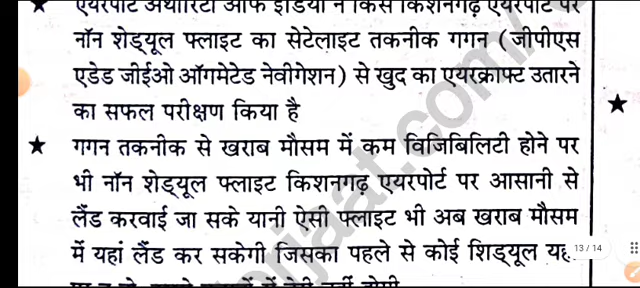 ★ एयरपोर्ट अथॉरिटी ऑफ इंडिया ने किस किशनगढ़ एयरपोर्ट पर
नॉन शेड्यूल फ्लाइट का सेटेलाइट तकनीक गगन (जीपीएस
एडेड जीईओ ऑगमेटेड नेवीगेशन) से खुद का एयरक्राफ्ट उतारने
का सफल परीक्षण किया है
★ गगन तकनीक से खराब मौसम में कम विजिबिलिटी होने पर
भी नॉन शेड्यूल फ्लाइट किशनगढ़ एयरपोर्ट पर आसानी से
लैंड करवाई जा सके यानी ऐसी फ्लाइट भी अब खराब मौसम
में यहां लैंड कर सकेगी जिसका पहले से कोई शिड्यूल
13 / 14